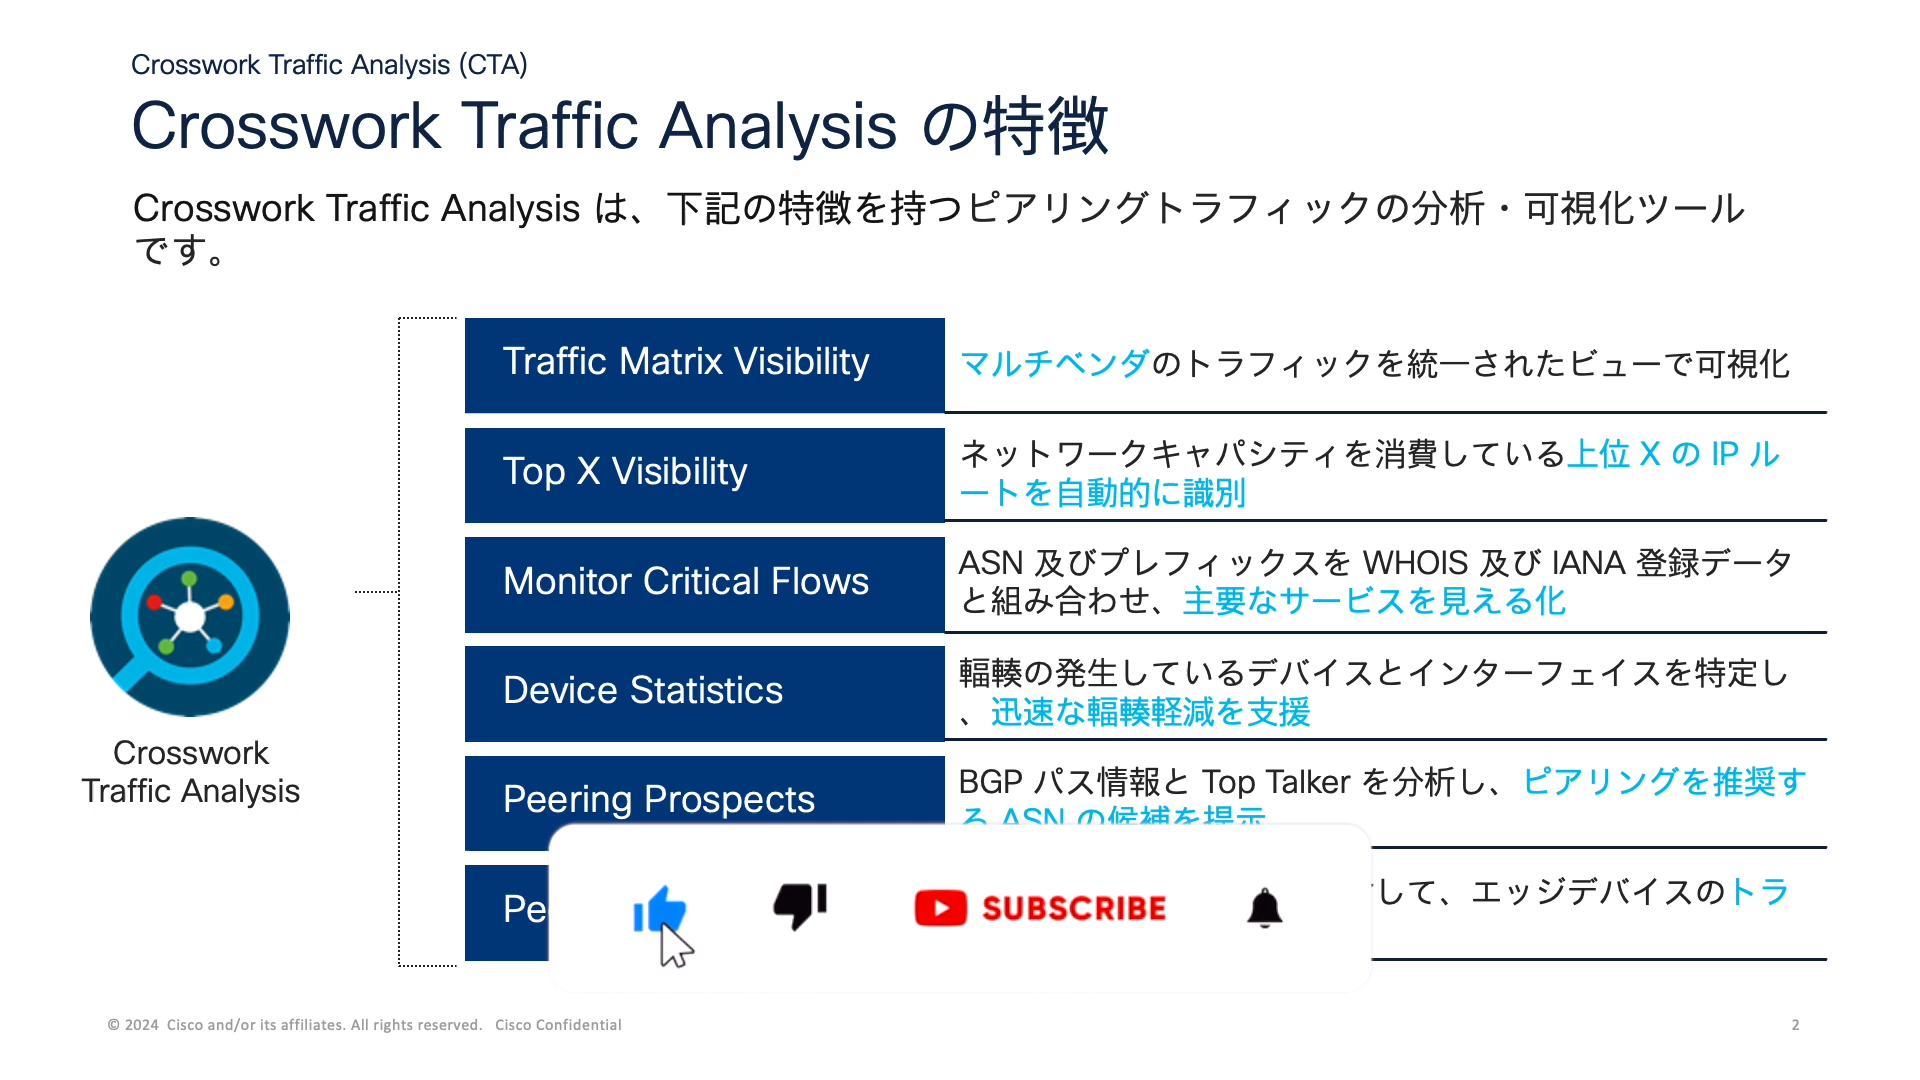 Crosswork Traffic Analysis (CTA)
Crosswork Traffic Analysis の特徴
Crosswork Traffic Analysis は、下記の特徴を持つピアリングトラフィックの分析・可視化ツール
です。
Traffic Matrix Visibility
マルチベンダのトラフィックを統一されたビューで可視化
Top X Visibility
ネットワークキャパシティを消費している上位 X の IP ル
ートを自動的に識別
Monitor Critical Flows
ASN 及びプレフィックスを WHOIS 及び IANA 登録データ
と組み合わせ、主要なサービスを見える化
Device Statistics
輻輳の発生しているデバイスとインターフェイスを特定し
、迅速な輻輳軽減を支援
Peering Prospects
BGP パス情報と Top Talker を分析し、ピアリングを推奨す
る ASN の候補を提示
して、エッジデバイスのトラ
Crosswork
Traffic Analysis
SUBSCRIBE
© 2024 Cisco and/or its affiliates. All rights reserved. Cisco Confidential
2